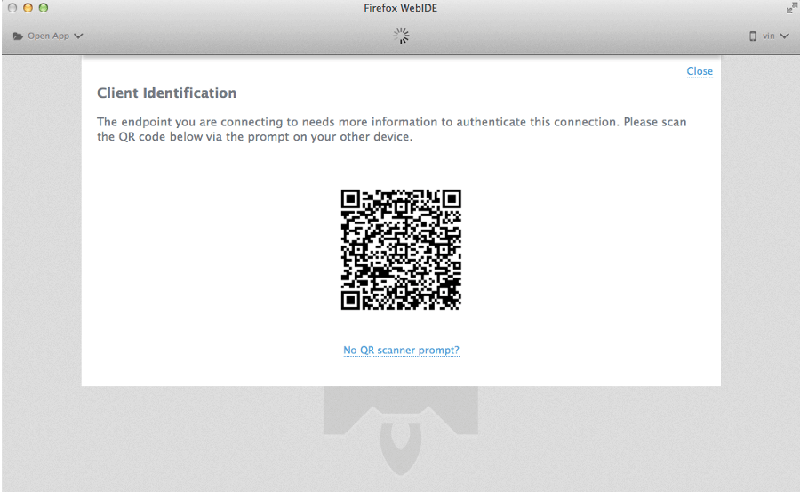 Firefox WebIDE
Open App
vin
Close
Client Identification
The endpoint you are connecting to needs more information to authenticate this connection. Please scan
the QR code below via the prompt on your other device.
No QR scanner prompt?